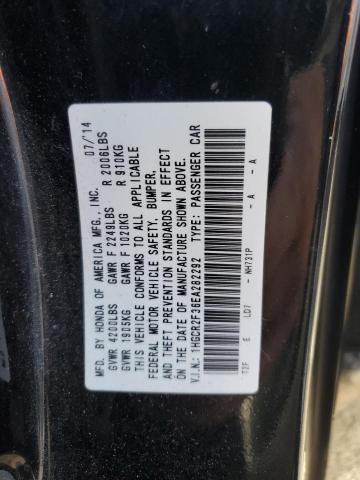 MFD. BY HONDA OF AMERICA MFG., INC. 07/14
GVWR 4200LBS GAWR F 2249LBS R 2006LBS
GVWR 1905KG GAWR F 1020KG R 910KG
THIS VEHICLE CONFORMS TO ALL APPLICABLE
FEDERAL MOTOR VEHICLE SAFETY, BUMPER,
AND THEFT PREVENTION STANDARDS IN EFFECT
ON THE DATE OF MANUFACTURE SHOWN ABOVE.
V.I.N.: 1HGCR2F36EA282292 TYPE: PASSENGER CAR
T2F E LD7 - NH731P - A - A